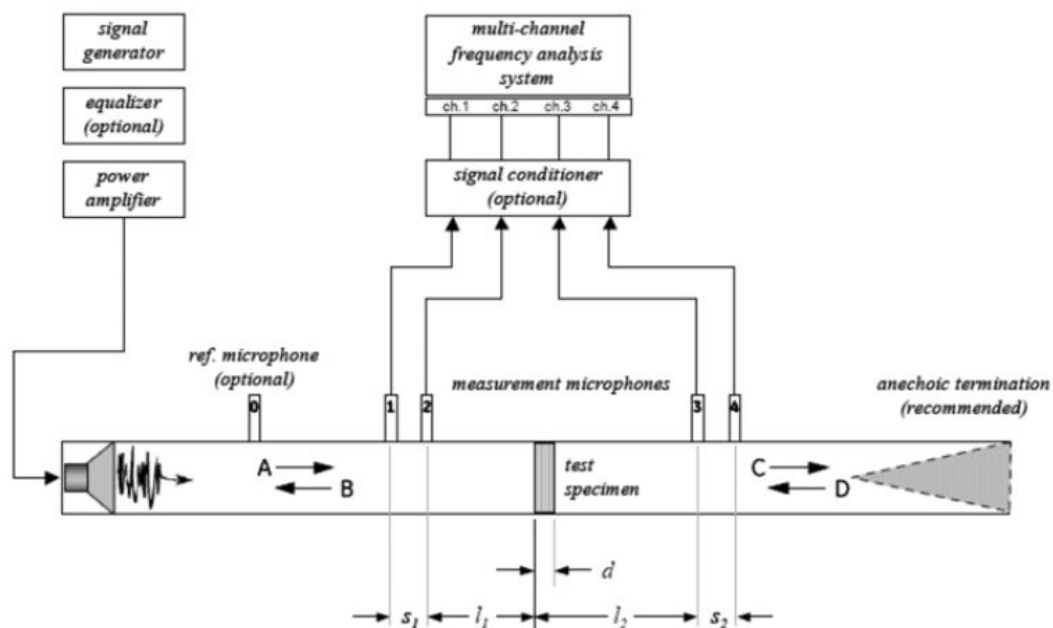 signal
generator
equalizer
(optional)
power
amplifier
multi-channel
frequency analysis
system
ch.1 ch.2 ch.3 ch.4
signal conditioner
(optional)
ref. microphone
(optional)
measurement microphones
anechoic termination
(recommended)
0 1 2 3 4
A
B
test
specimen
C
D
d
s₁ l₁ l₂ s₂